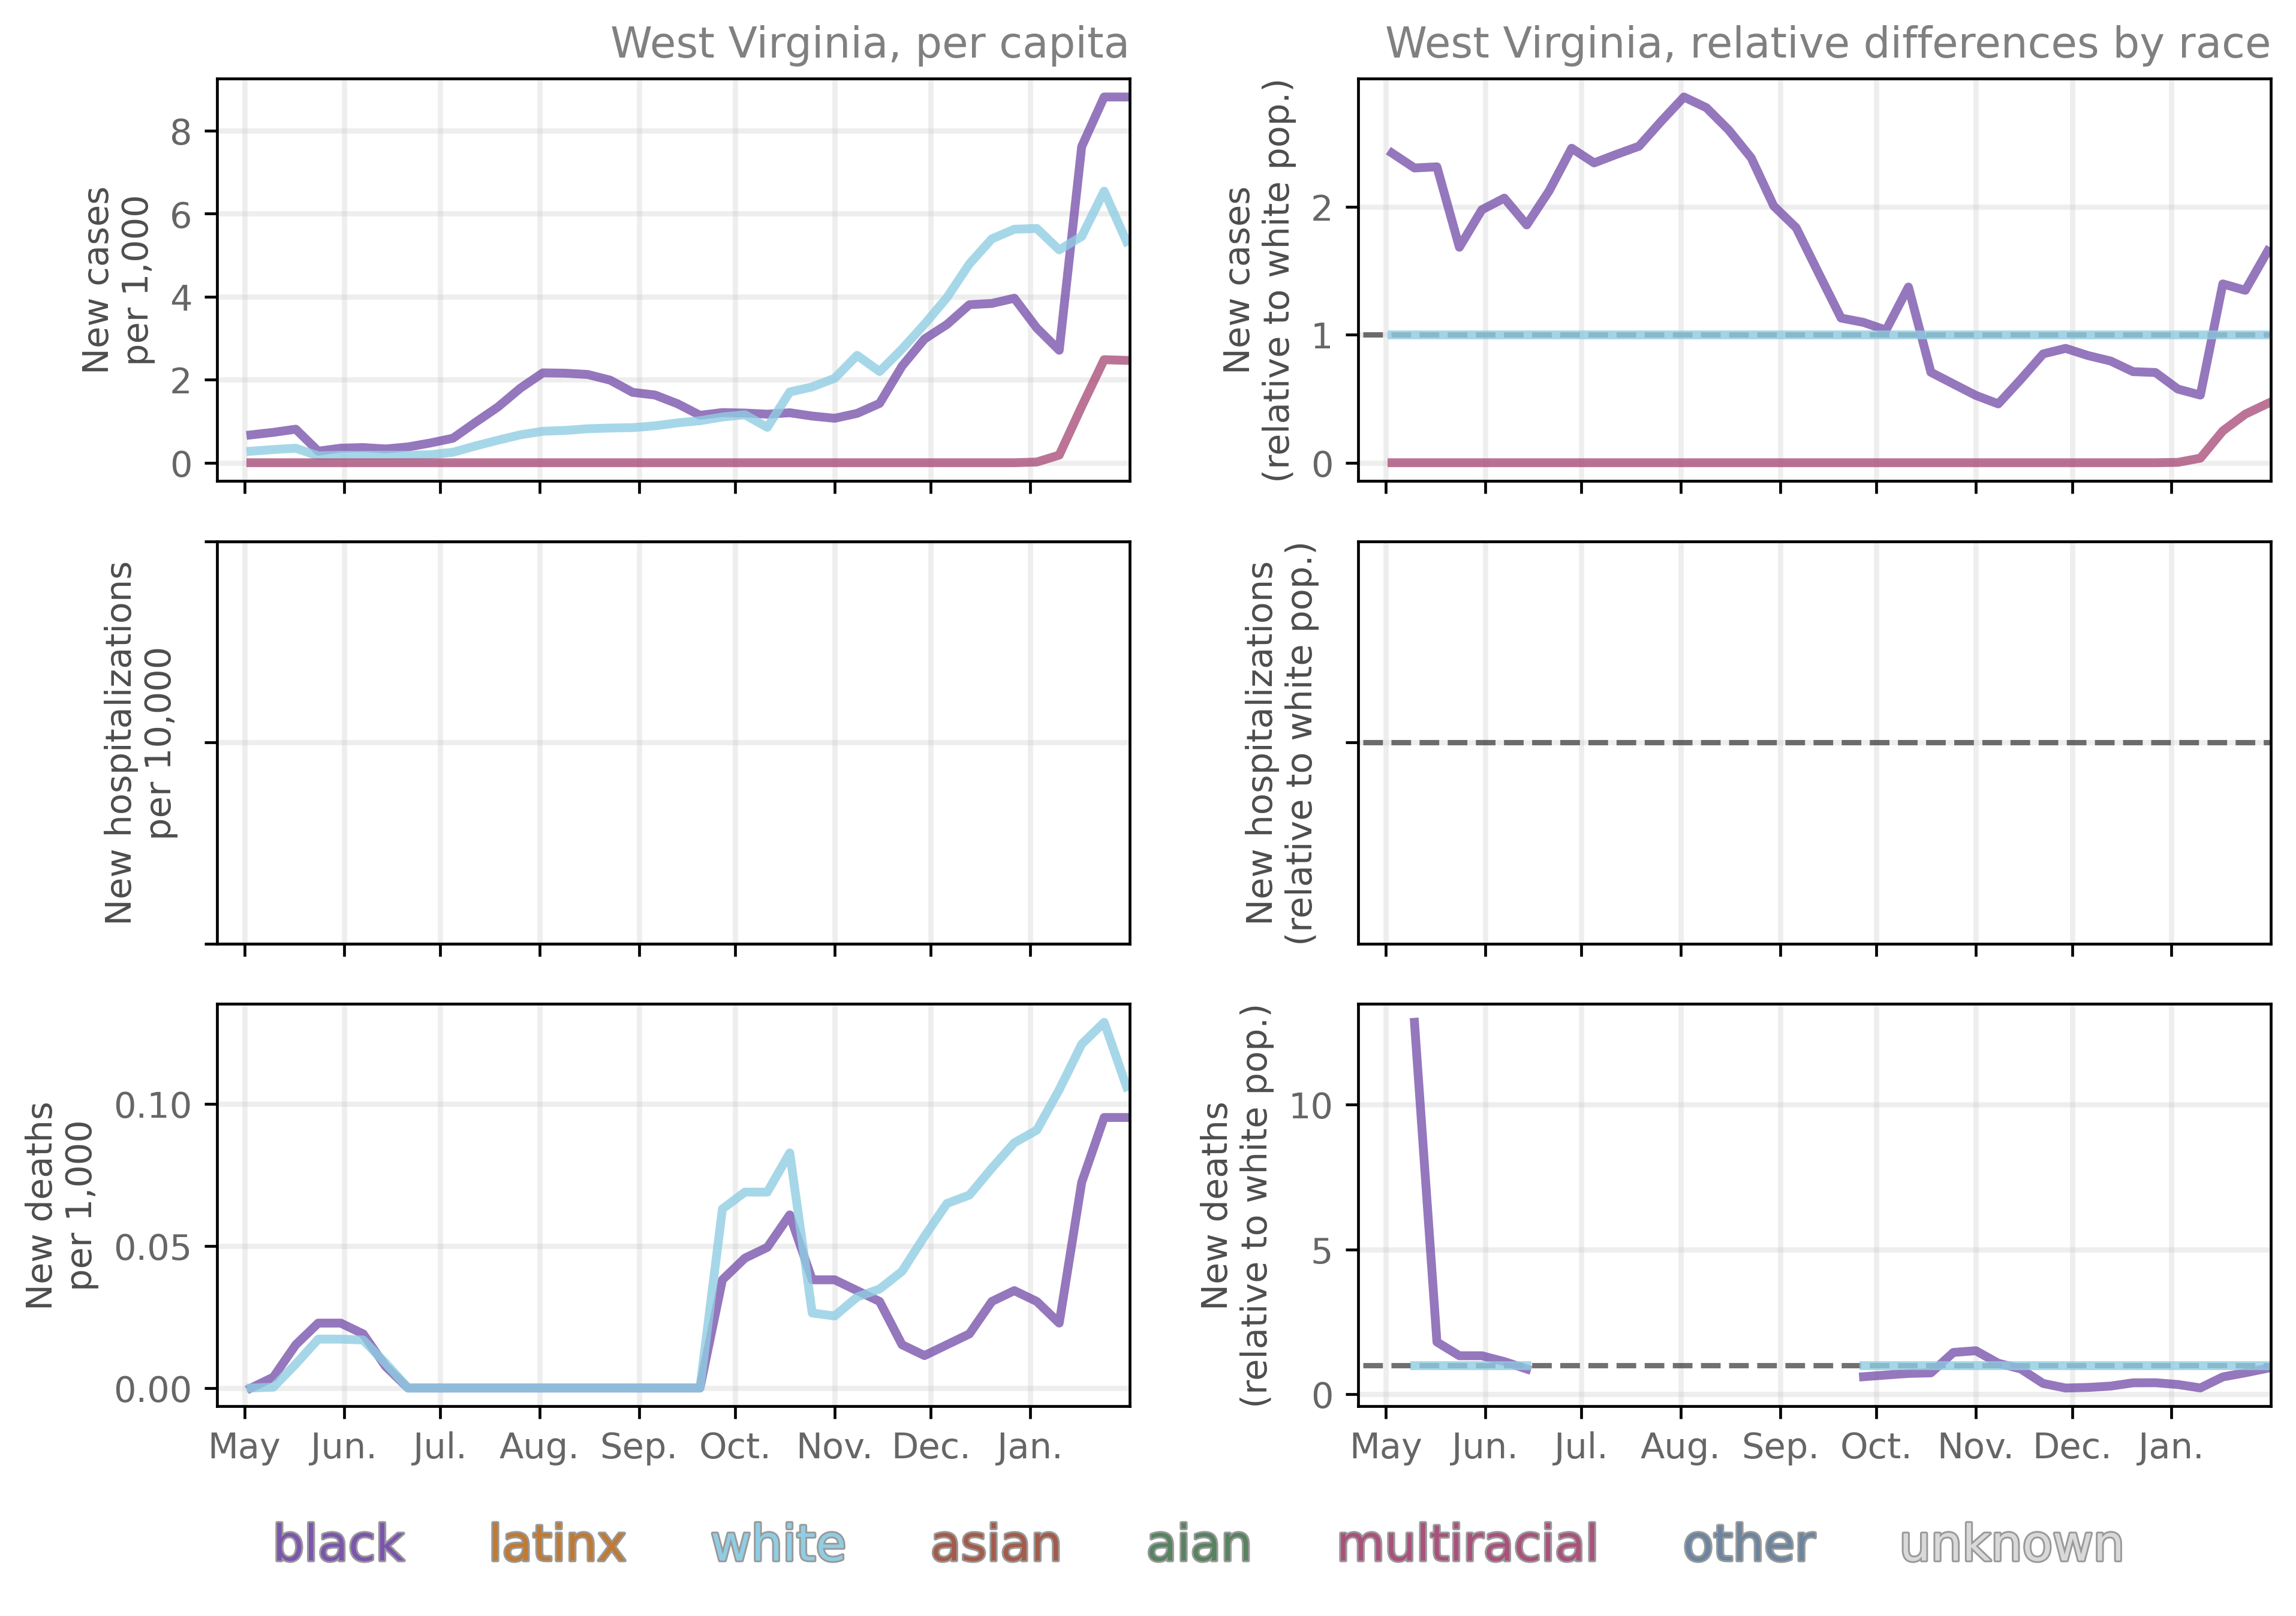 West Virginia, per capita
West Virginia, relative differences by race
New cases
per 1,000
8
6
4
2
0
New cases
(relative to white pop.)
2
1
0
New hospitalizations
per 10,000
New hospitalizations
(relative to white pop.)
New deaths
per 1,000
0.10
0.05
0.00
May Jun. Jul. Aug. Sep. Oct. Nov. Dec. Jan.
New deaths
(relative to white pop.)
10
5
0
May Jun. Jul. Aug. Sep. Oct. Nov. Dec. Jan.
black latinx white asian aian multiracial other unknown